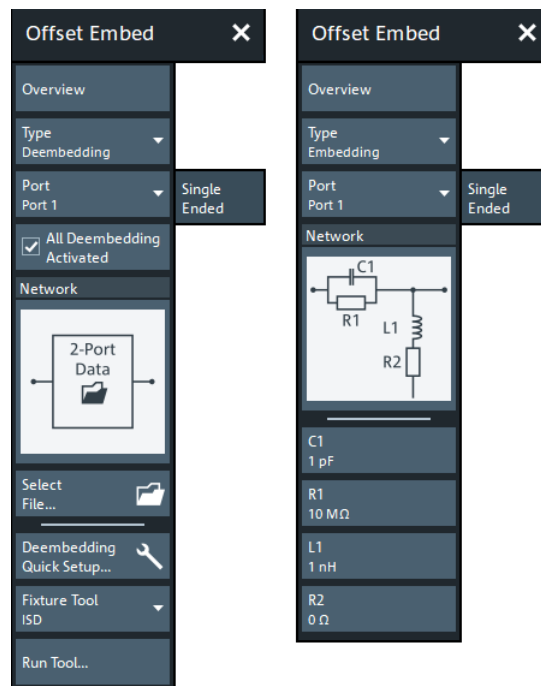 Offset Embed
Overview
Type
Deembedding
Port
Port 1
Single
Ended
All Deembedding
Activated
Network
2-Port
Data
Select
File...
Deembedding
Quick Setup...
Fixture Tool
ISD
Run Tool...
Offset Embed
Overview
Type
Embedding
Port
Port 1
Single
Ended
Network
C1
R1
L1
R2
C1
1 pF
R1
10 MΩ
L1
1 nH
R2
0 Ω